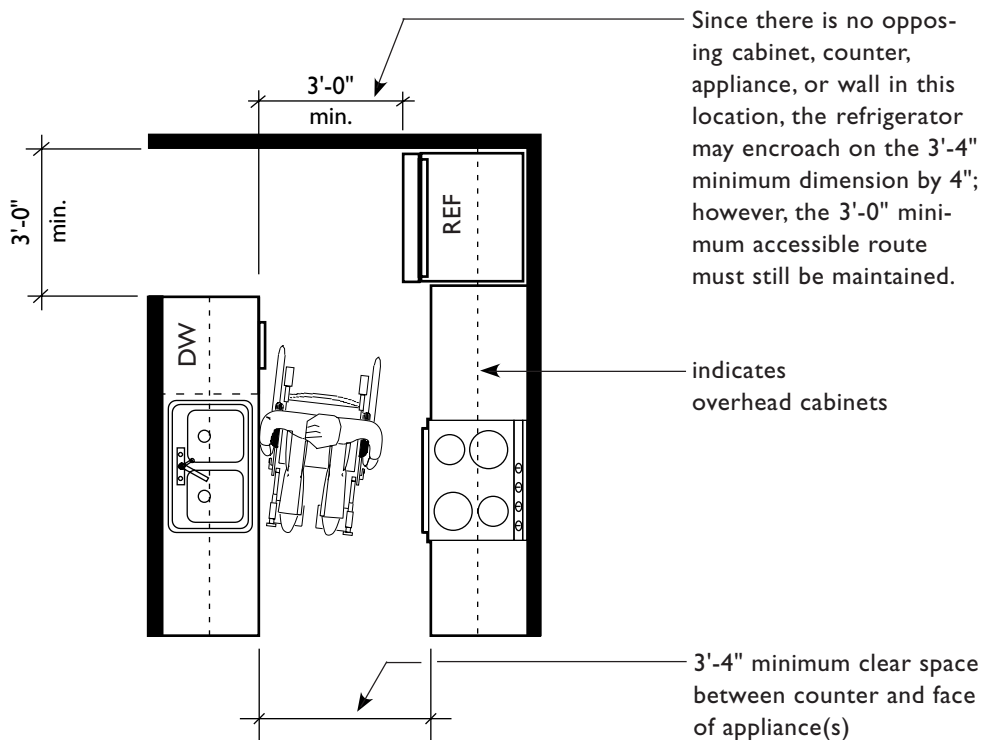 Since there is no oppos-
ing cabinet, counter,
appliance, or wall in this
location, the refrigerator
may encroach on the 3'-4"
minimum dimension by 4";
however, the 3'-0" mini-
mum accessible route
must still be maintained.
3'-0"
min.
3'-0"
min.
REF
DW
indicates
overhead cabinets
3'-4" minimum clear space
between counter and face
of appliance(s)